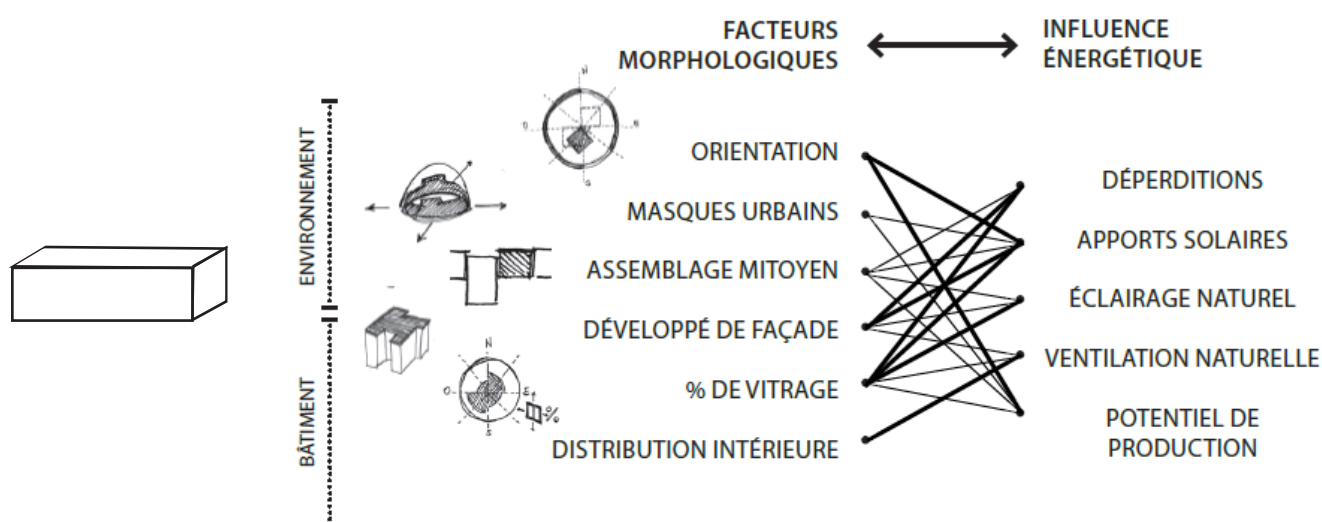 FACTEURS
MORPHOLOGIQUES
INFLUENCE
ÉNERGÉTIQUE
ENVIRONNEMENT
BÂTIMENT
N
S
ORIENTATION
MASQUES URBAINS
ASSEMBLAGE MITOYEN
DÉVELOPPÉ DE FAÇADE
N
O
E
S
%
% DE VITRAGE
DISTRIBUTION INTÉRIEURE
DÉPERDITIONS
APPORTS SOLAIRES
ÉCLAIRAGE NATUREL
VENTILATION NATURELLE
POTENTIEL DE
PRODUCTION